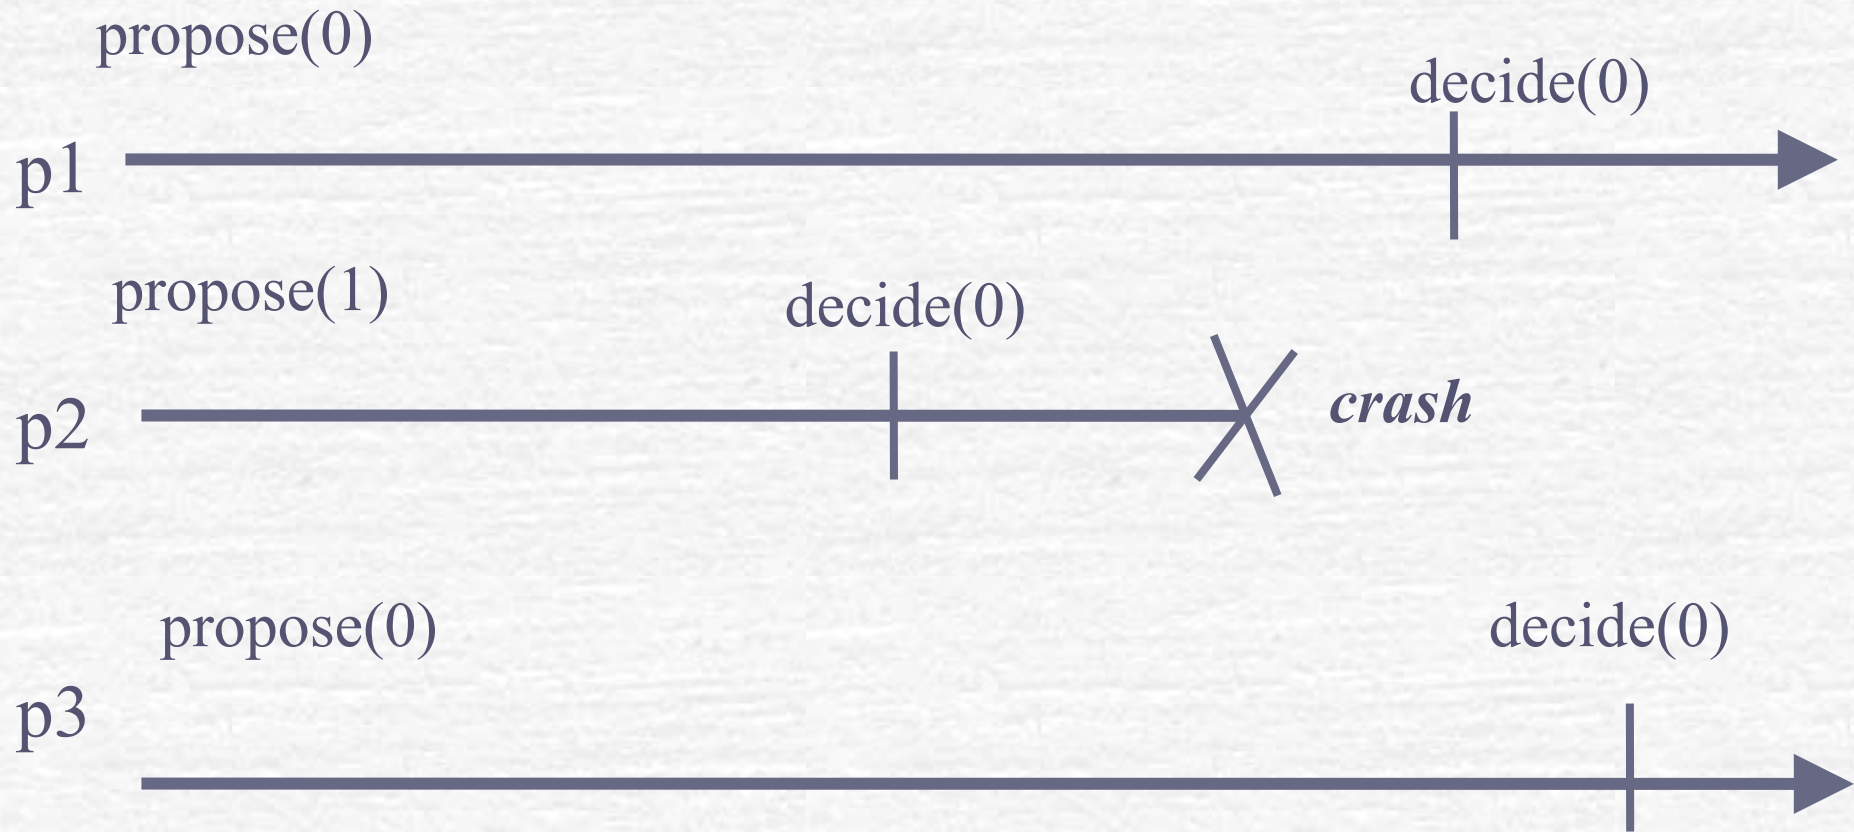 propose(0)
decide(0)
p1
propose(1)
decide(0)
p2
crash
propose(0)
decide(0)
p3